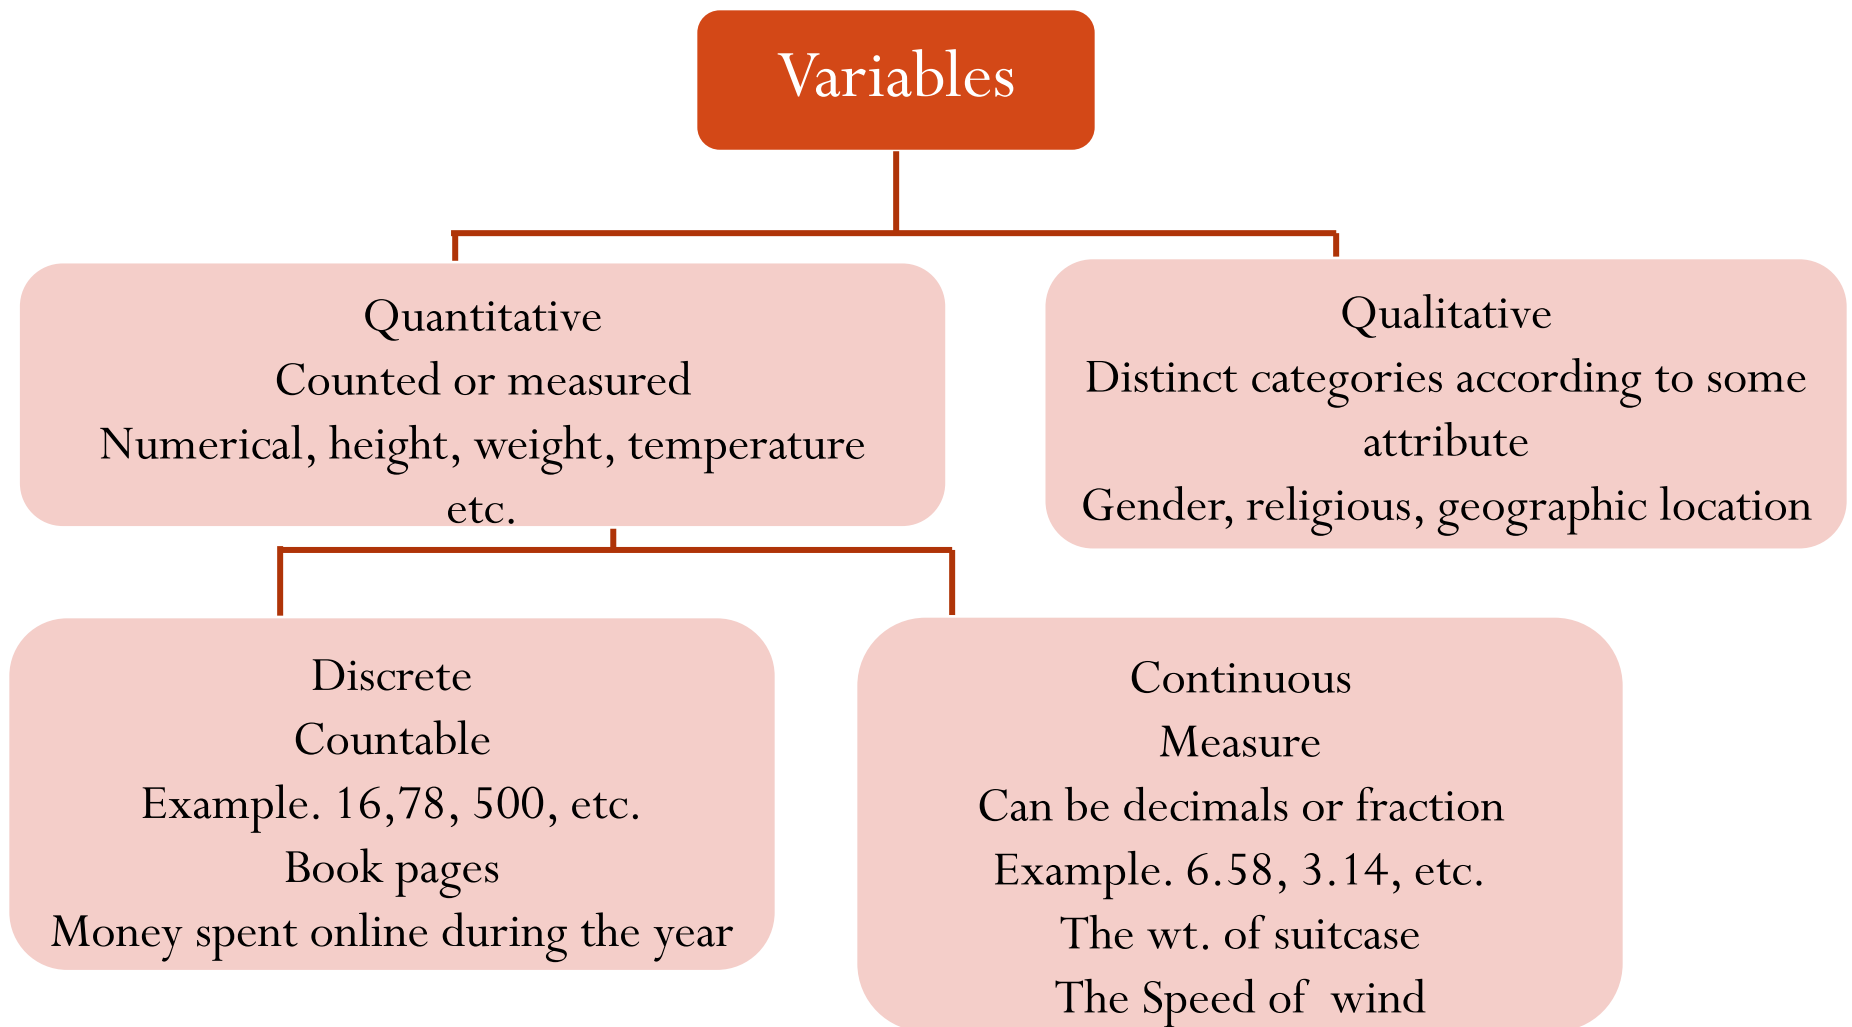 Variables
Quantitative
Counted or measured
Numerical, height, weight, temperature
etc.
Qualitative
Distinct categories according to some
attribute
Gender, religious, geographic location
Discrete
Countable
Example. 16,78, 500, etc.
Book pages
Money spent online during the year
Continuous
Measure
Can be decimals or fraction
Example. 6.58, 3.14, etc.
The wt. of suitcase
The Speed of  wind